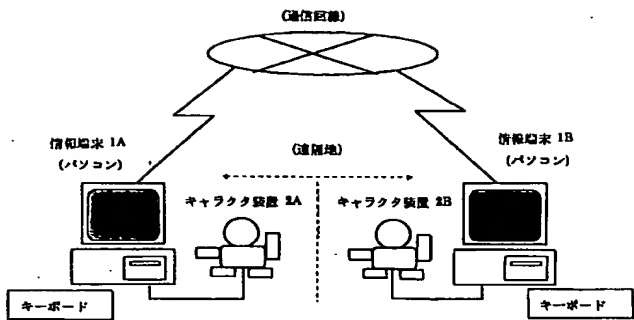 (通信回線)
情報端末 1A
(パソコン)
(遠隔地)
情報端末 1B
(パソコン)
キャラクタ装置 2A
キャラクタ装置 2B
キーボード
キーボード